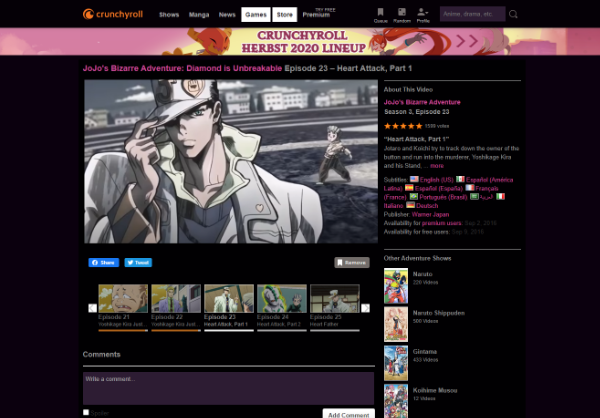 crunchyroll
Shows Manga News Games Store TRY FREE Premium
Queue Random Profile
Anime, drama, etc
CRUNCHYROLL
HERBST 2020 LINEUP
JoJo's Bizarre Adventure: Diamond is Unbreakable Episode 23 – Heart Attack, Part 1
About This Video
JoJo's Bizarre Adventure
Season 3, Episode 23
1599 votes
"Heart Attack, Part 1"
Jotaro and Koichi try to track down the owner of the
button and run into the murderer, Yoshikage Kira
and his Stand, ... more
Subtitles: English (US) Español (América
Latina) Español (España) Français
(France) Português (Brasil) العربية
Italiano Deutsch
Publisher: Warner Japan
Availability for premium users: Sep 2, 2016
Availability for free users: Sep 9, 2016
Share Tweet Remove
Episode 21
Yoshikage Kira Just...
Episode 22
Yoshikage Kira Just...
Episode 23
Heart Attack, Part 1
Episode 24
Heart Attack, Part 2
Episode 25
Heart Father
Other Adventure Shows
Naruto
220 Videos
Naruto Shippuden
500 Videos
Gintama
433 Videos
Koihime Musou
12 Videos
Comments
Write a comment...
Spoiler
Add Comment